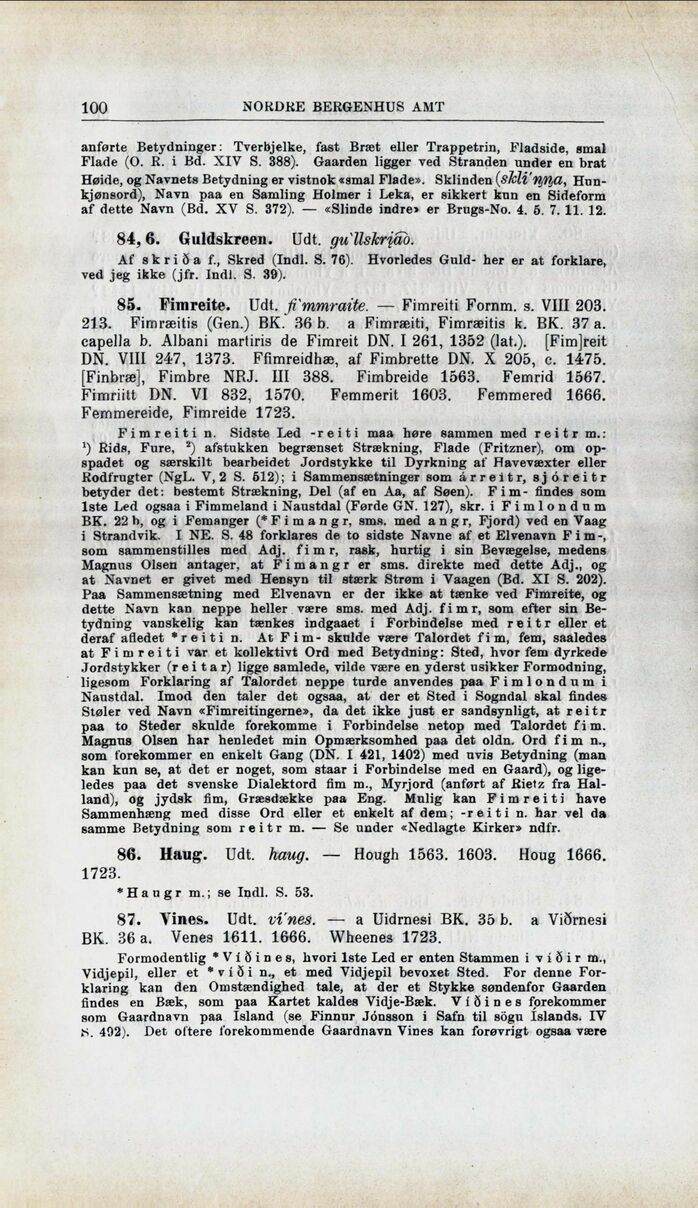 100 NORDRE BERGENHUS AMT
anførte Betydninger: Tverbjelke, fast Bræt eller Trappetrin, Fladside, smal
Flade (O. R. i Bd. XIV S. 388). Gaarden ligger ved Stranden under en brat
Høide, og Navnets Betydning er vistnok «smal Flade». Sklinden (skli`ṇṇa, Hun-
kjønsord), Navn paa en Samling Holmer i Leka, er sikkert kun en Sideform
af dette Navn (Bd. XV S. 372). — «Slinde indre» er Brugs-No. 4. 5. 7. 11. 12.
84, 6. Guldskreen. Udt.
Af skriða f., Skred (Indl. S. 76). Hvorledes Guld- her er at forklare,
ved jeg ikke (jfr. Indl. S. 39).
85. Fimreite. Udt. fi`mmraite. — Fimreiti Fornm. s. VIII 203.
213. Fimræitis (Gen.) BK. 36 b. a Fimræiti, Fimræitis k. BK. 37 a.
capella b. Albani martiris de Fimreit DN. I 261, 1352 (lat.). [Fim]reit
DN. VIII 247, 1373. Ffimreidhæ, af Fimbrette DN. X 205, c. 1475.
[Finbræ], Fimbre NRJ. III 388. Fimbreide 1563. Femrid 1567.
Fimriitt DN. VI 832, 1570. Femmerit 1603. Femmered 1666.
Femmereide, Fimreide 1723.
Fimreiti n. Sidste Led -reiti maa høre sammen med reitr m.:
¹) Rids, Fure, ²) afstukken begrænset Strækning, Flade (Fritzner), om op-
spadet og særskilt bearbeidet Jordstykke til Dyrkning af Havevæxter eller
Rodfrugter (NgL. V, 2 S. 512); i Sammensætninger som árreitr, sjóreitr
betyder det: bestemt Strækning, Del (af en Aa, af Søen). Fim- findes som
1ste Led ogsaa i Fimmeland i Naustdal (Førde GN. 127), skr. i Fimlondum
BK. 22 b, og i Femanger (*Fimangr, sms. med angr, Fjord) ved en Vaag
i Strandvik. I NE. S. 48 forklares de to sidste Navne af et Elvenavn Fim-,
som sammenstilles med Adj. fimr, rask, hurtig i sin Bevægelse, medens
Magnus Olsen antager, at Fimangr er sms. direkte med dette Adj., og
at Navnet er givet med Hensyn til stærk Strøm i Vaagen (Bd. XI S. 202).
Paa Sammensætning med Elvenavn er der ikke at tænke ved Fimreite, og
dette Navn kan neppe heller være sms. med Adj. fimr, som efter sin Be-
tydning vanskelig kan tænkes indgaaet i Forbindelse med reitr eller et
deraf afledet *reiti n. At Fim- skulde være Talordet fim, fem, saaledes
at Fimreiti var et kollektivt Ord med Betydning: Sted, hvor fem dyrkede
Jordstykker (reitar) ligge samlede, vilde være en yderst usikker Formodning,
ligesom Forklaring af Talordet neppe turde anvendes paa Fimlondum i
Naustdal. Imod den taler det ogsaa, at der et Sted i Sogndal skal findes
Støler ved Navn «Fimreitingerne», da det ikke just er sandsynligt, at reitr
paa to Steder skulde forekomme i Forbindelse netop med Talordet fim.
Magnus Olsen har henledet min Opmærksomhed paa det oldn. Ord fim n.,
som forekommer en enkelt Gang (DN. I 421, 1402) med uvis Betydning (man
kan kun se, at det er noget, som staar i Forbindelse med en Gaard), og lige-
ledes paa det svenske Dialektord fim m., Myrjord (anført af Rietz fra Hal-
land), og jydsk fim, Græsdække paa Eng. Mulig kan Fimreiti have
Sammenhæng med disse Ord eller et enkelt af dem; -reiti n. har vel da
samme Betydning som reitr m. — Se under «Nedlagte Kirker» ndfr.
86. Haug. Udt. haug. — Hough 1563. 1603. Houg 1666.
1723.
*Haugr m.; se Indl. S. 53.
87. Vines. Udt. vi`nes. — a Uidrnesi BK. 35 b. a Viðrnesi
BK. 36 a. Venes 1611. 1666. Wheenes 1723.
Formodentlig *Víðines, hvori 1ste Led er enten Stammen i víðir m.,
Vidjepil, eller et *víði n., et med Vidjepil bevoxet Sted. For denne For-
klaring kan den Omstændighed tale, at der et Stykke søndenfor Gaarden
findes en Bæk, som paa Kartet kaldes Vidje-Bæk. Víðines forekommer
som Gaardnavn paa Island (se Finnur Jónsson i Safn til sögu Islands. IV
S. 492). Det oftere forekommende Gaardnavn Vines kan forøvrigt ogsaa være